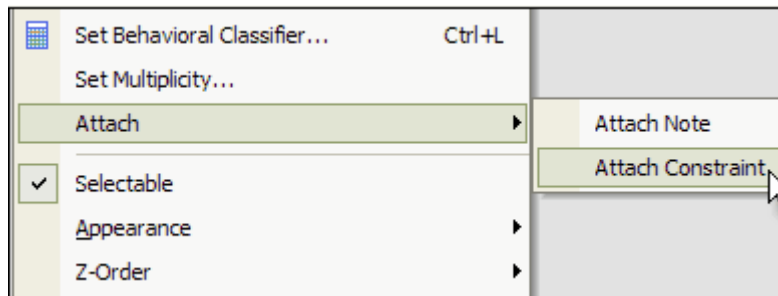 Set Behavioral Classifier... Ctrl+L
Set Multiplicity...
Attach
Attach Note
Attach Constraint
Selectable
Appearance
Z-Order